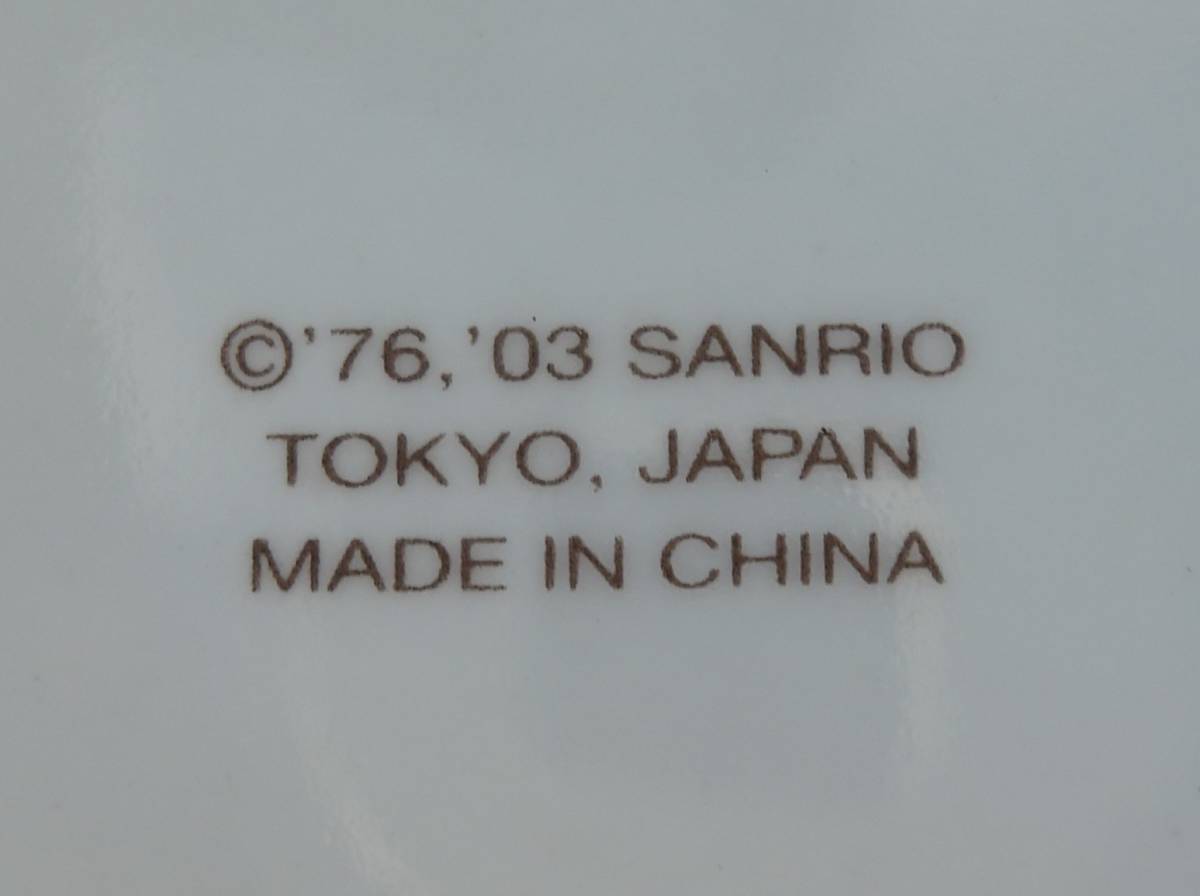 ©'76,'03 SANRIO
TOKYO, JAPAN
MADE IN CHINA